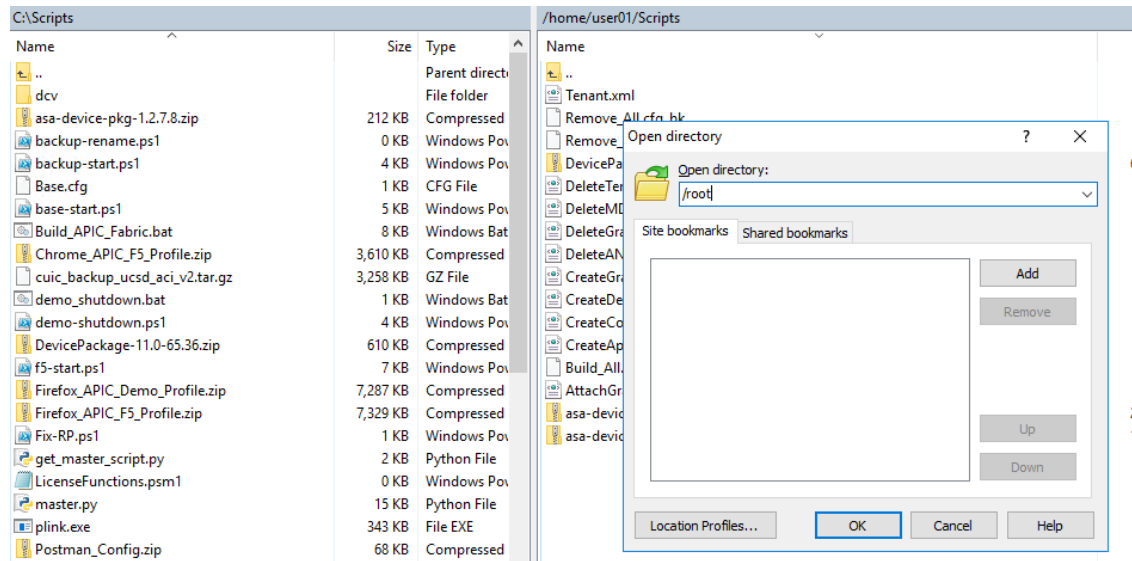 C:\Scripts
Name Size Type
.. Parent directo
dcv File folder
asa-device-pkg-1.2.7.8.zip 212 KB Compressed
backup-rename.ps1 0 KB Windows Pov
backup-start.ps1 4 KB Windows Pov
Base.cfg 1 KB CFG File
base-start.ps1 5 KB Windows Pov
Build_APIC_Fabric.bat 8 KB Windows Bat
Chrome_APIC_F5_Profile.zip 3,610 KB Compressed
cuic_backup_ucsd_aci_v2.tar.gz 3,258 KB GZ File
demo_shutdown.bat 1 KB Windows Bat
demo-shutdown.ps1 4 KB Windows Pov
DevicePackage-11.0-65.36.zip 610 KB Compressed
f5-start.ps1 7 KB Windows Pov
Firefox_APIC_Demo_Profile.zip 7,287 KB Compressed
Firefox_APIC_F5_Profile.zip 7,329 KB Compressed
Fix-RP.ps1 1 KB Windows Pov
get_master_script.py 2 KB Python File
LicenseFunctions.psm1 0 KB Windows Pov
master.py 15 KB Python File
plink.exe 343 KB File EXE
Postman_Config.zip 68 KB Compressed
/home/user01/Scripts
Name
..
Tenant.xml
Remove_All.cfg_bk
Remove_
DevicePa
DeleteTer
DeleteMD
DeleteGra
DeleteAN
CreateGra
CreateDe
CreateCo
CreateAp
Build_All.
AttachGr
asa-devic
asa-devic
Open directory ?
Open directory:
/root
Site bookmarks Shared bookmarks
Add
Remove
Up
Down
Location Profiles... OK Cancel Help